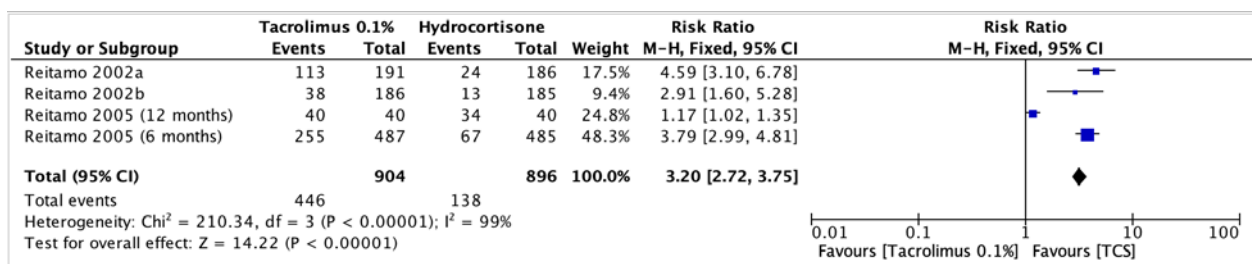 Tacrolimus 0.1% Hydrocortisone Risk Ratio Risk Ratio
Study or Subgroup Events Total Events Total Weight M-H, Fixed, 95% CI M-H, Fixed, 95% CI
Reitamo 2002a 113 191 24 186 17.5% 4.59 [3.10, 6.78]
Reitamo 2002b 38 186 13 185 9.4% 2.91 [1.60, 5.28]
Reitamo 2005 (12 months) 40 40 34 40 24.8% 1.17 [1.02, 1.35]
Reitamo 2005 (6 months) 255 487 67 485 48.3% 3.79 [2.99, 4.81]
Total (95% CI) 904 896 100.0% 3.20 [2.72, 3.75]
Total events 446 138
Heterogeneity: Chi² = 210.34, df = 3 (P < 0.00001); I² = 99%
Test for overall effect: Z = 14.22 (P < 0.00001)
0.01 0.1 1 10 100
Favours [Tacrolimus 0.1%] Favours [TCS]